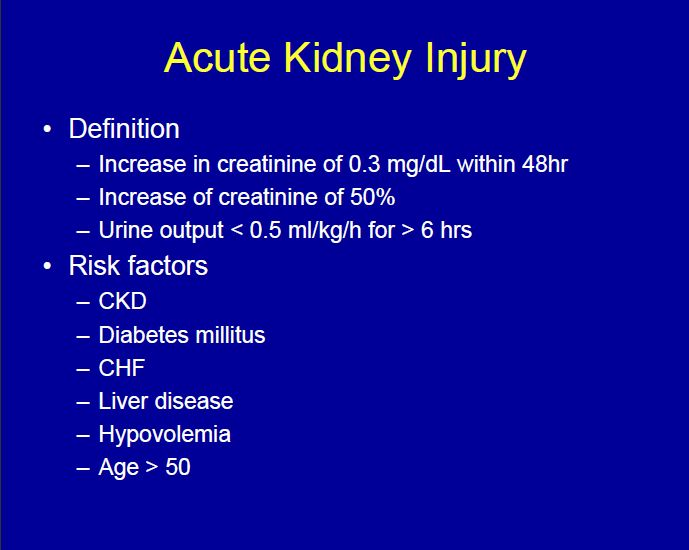 Acute Kidney Injury
• Definition
– Increase in creatinine of 0.3 mg/dL within 48hr
– Increase of creatinine of 50%
– Urine output < 0.5 ml/kg/h for > 6 hrs
• Risk factors
– CKD
– Diabetes millitus
– CHF
– Liver disease
– Hypovolemia
– Age > 50